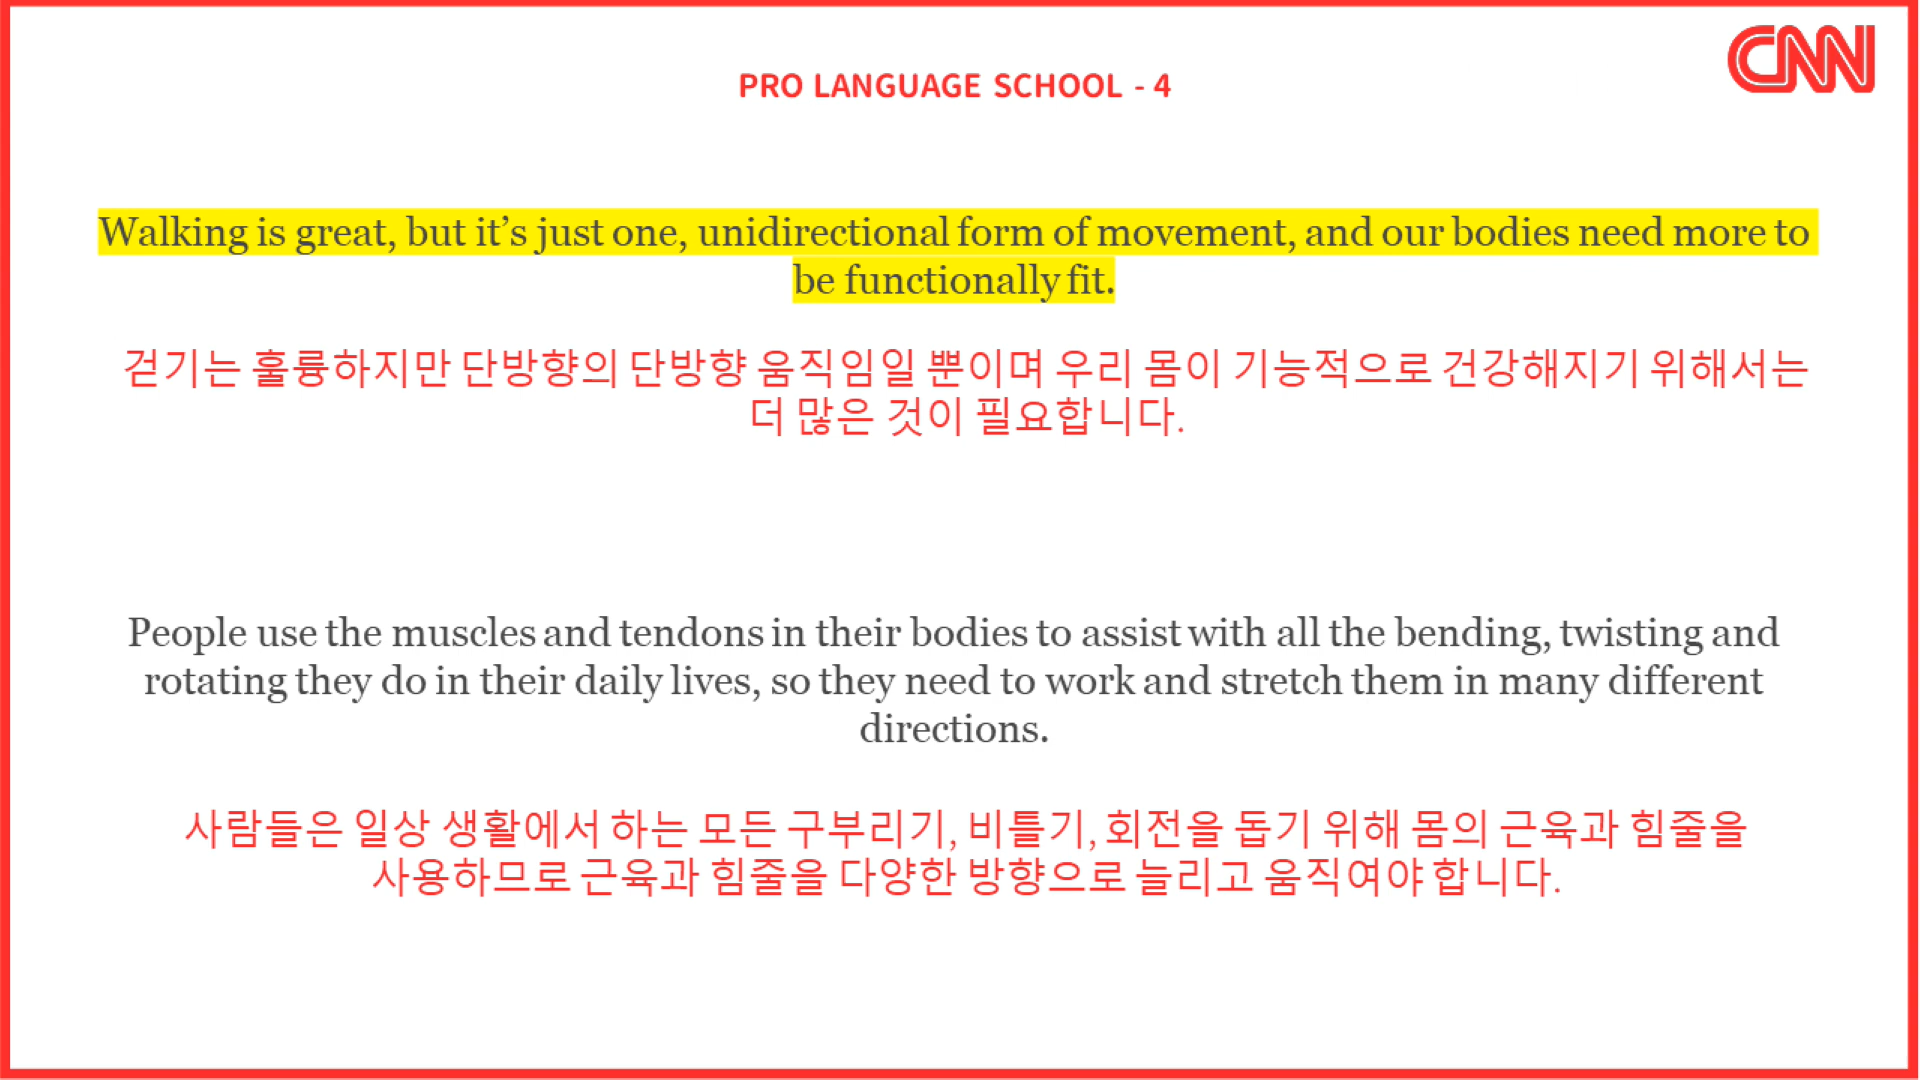 CNN
PRO LANGUAGE SCHOOL - 4
Walking is great, but it’s just one, unidirectional form of movement, and our bodies need more to
be functionally fit.
걷기는 훌륭하지만 단방향의 단방향 움직임일 뿐이며 우리 몸이 기능적으로 건강해지기 위해서는
더 많은 것이 필요합니다.
People use the muscles and tendons in their bodies to assist with all the bending, twisting and
rotating they do in their daily lives, so they need to work and stretch them in many different
directions.
사람들은 일상 생활에서 하는 모든 구부리기, 비틀기, 회전을 돕기 위해 몸의 근육과 힘줄을
사용하므로 근육과 힘줄을 다양한 방향으로 늘리고 움직여야 합니다.